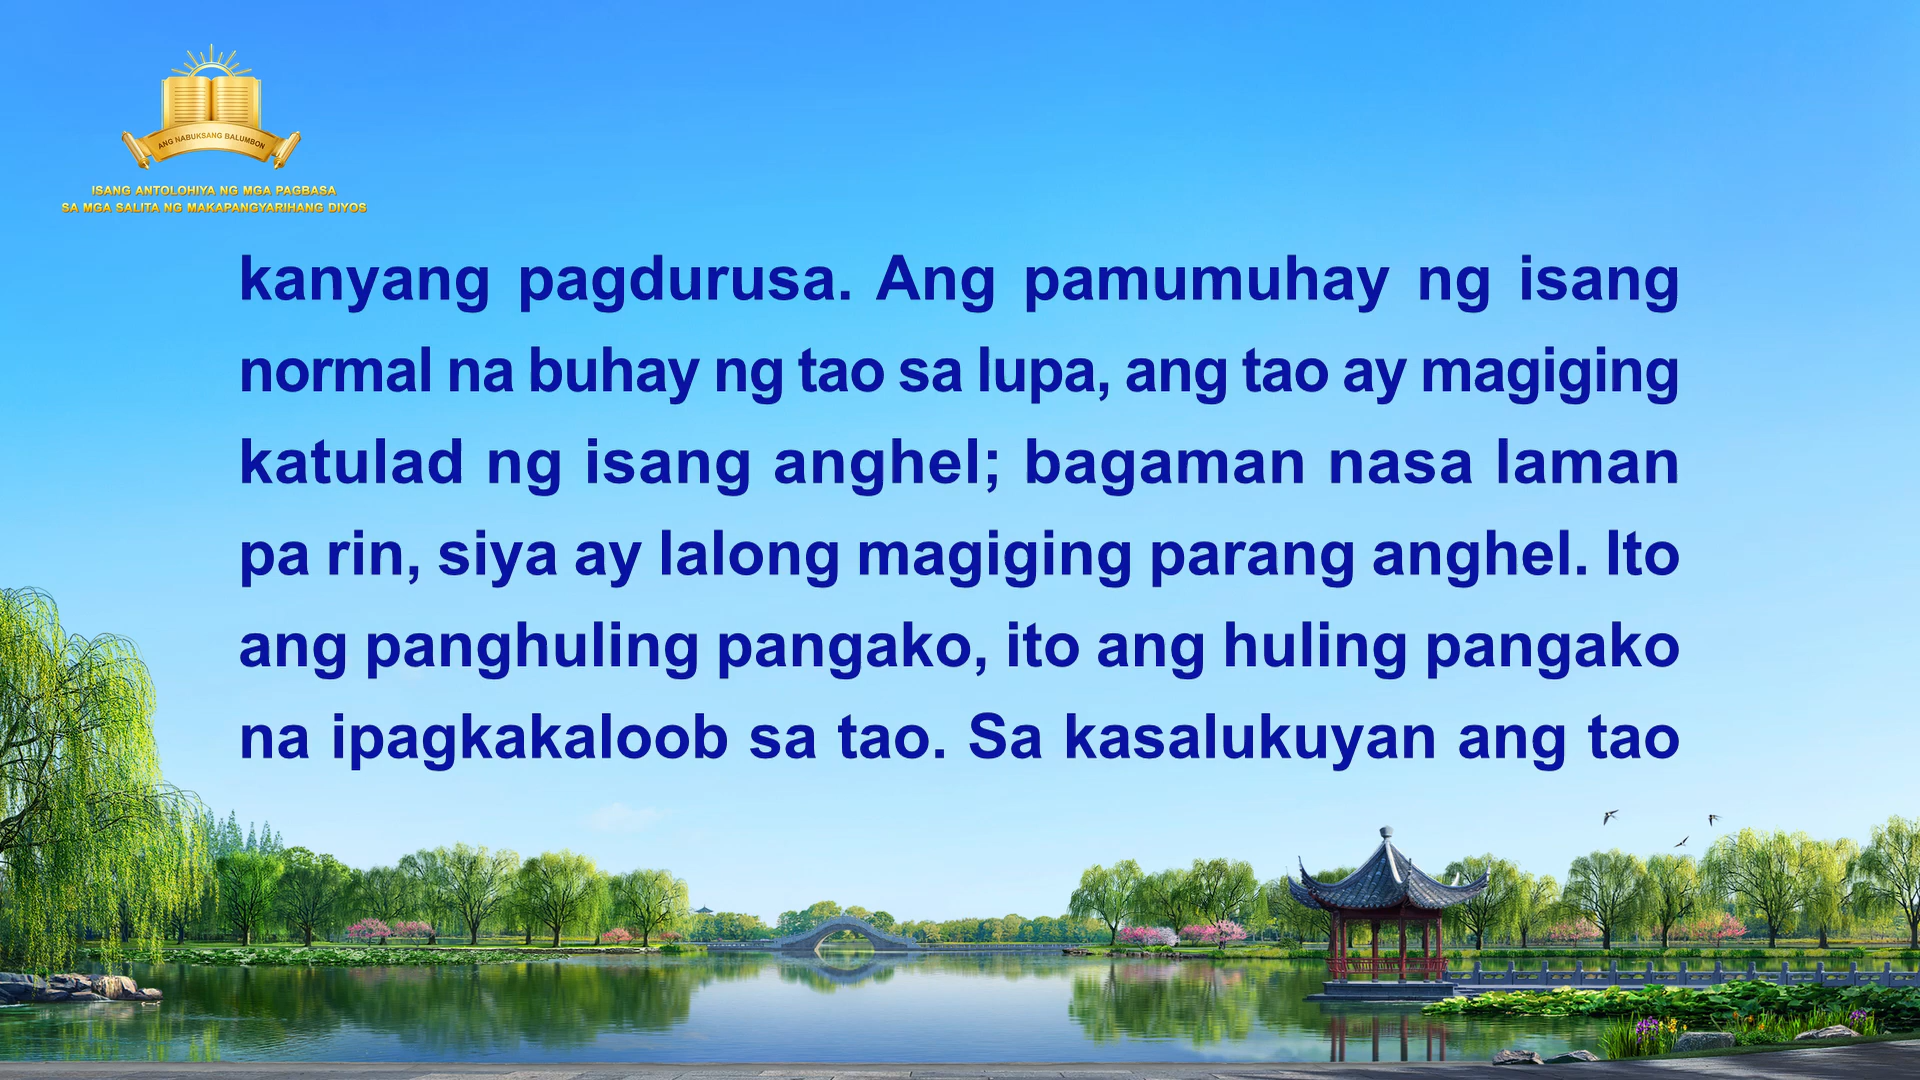 ANG NABUKSANG BALUMBON
ISANG ANTOLOHIYA NG MGA PAGBASA
SA MGA SALITA NG MAKAPANGYARIHANG DIYOS
kanyang pagdurusa. Ang pamumuhay ng isang
normal na buhay ng tao sa lupa, ang tao ay magiging
katulad ng isang anghel; bagaman nasa laman
pa rin, siya ay lalong magiging parang anghel. Ito
ang panghuling pangako, ito ang huling pangako
na ipagkakaloob sa tao. Sa kasalukuyan ang tao